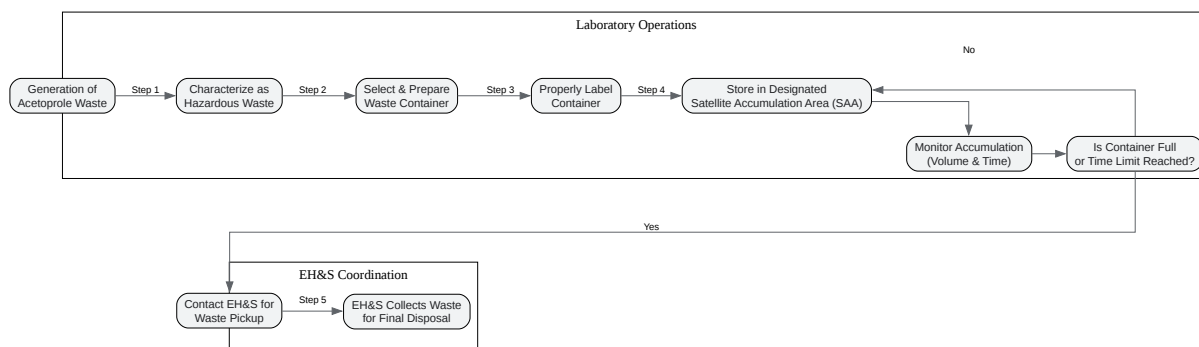 Laboratory Operations
No
Generation of
Acetoprole Waste
Step 1
Characterize as
Hazardous Waste
Step 2
Select & Prepare
Waste Container
Step 3
Properly Label
Container
Step 4
Store in Designated
Satellite Accumulation Area (SAA)
Monitor Accumulation
(Volume & Time)
Is Container Full
or Time Limit Reached?
Yes
EH&S Coordination
Contact EH&S for
Waste Pickup
Step 5
EH&S Collects Waste
for Final Disposal